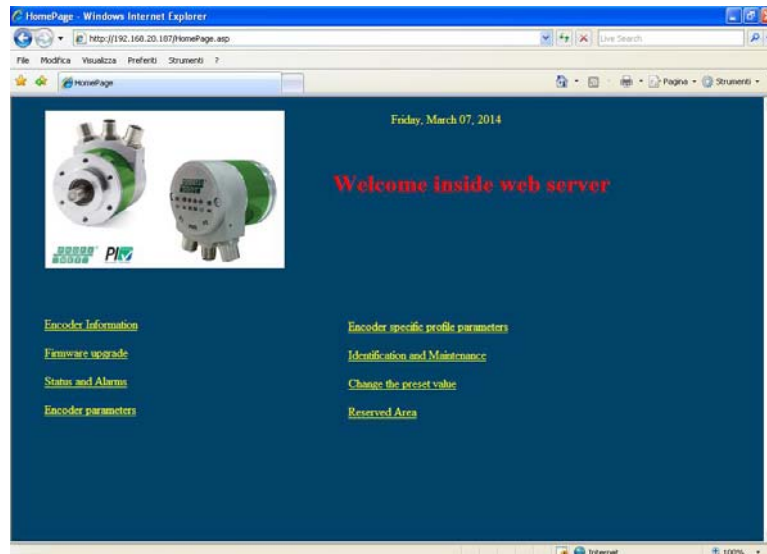 HomePage - Windows Internet Explorer
http://192.168.20.187/HomePage.asp
Live Search
File Modifica Visualizza Preferiti Strumenti ?
HomePage
Pagina
Strumenti
Friday, March 07, 2014
Welcome inside web server
Encoder Information
Encoder specific profile parameters
Firmware upgrade
Identification and Maintenance
Status and Alarms
Change the preset value
Encoder parameters
Reserved Area
Internet
100%